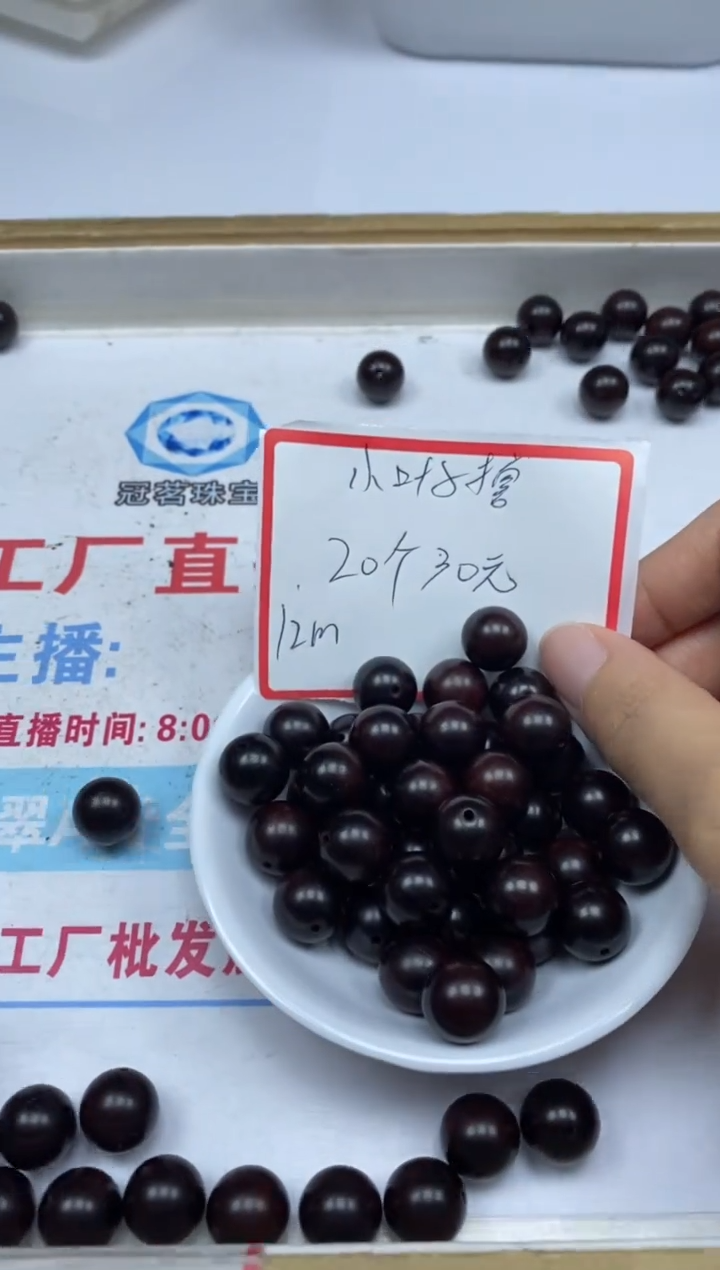 冠茗珠宝
小叶紫檀
20个30元
12m
工厂直
主播:
直播时间: 8:0
翠
工厂批发